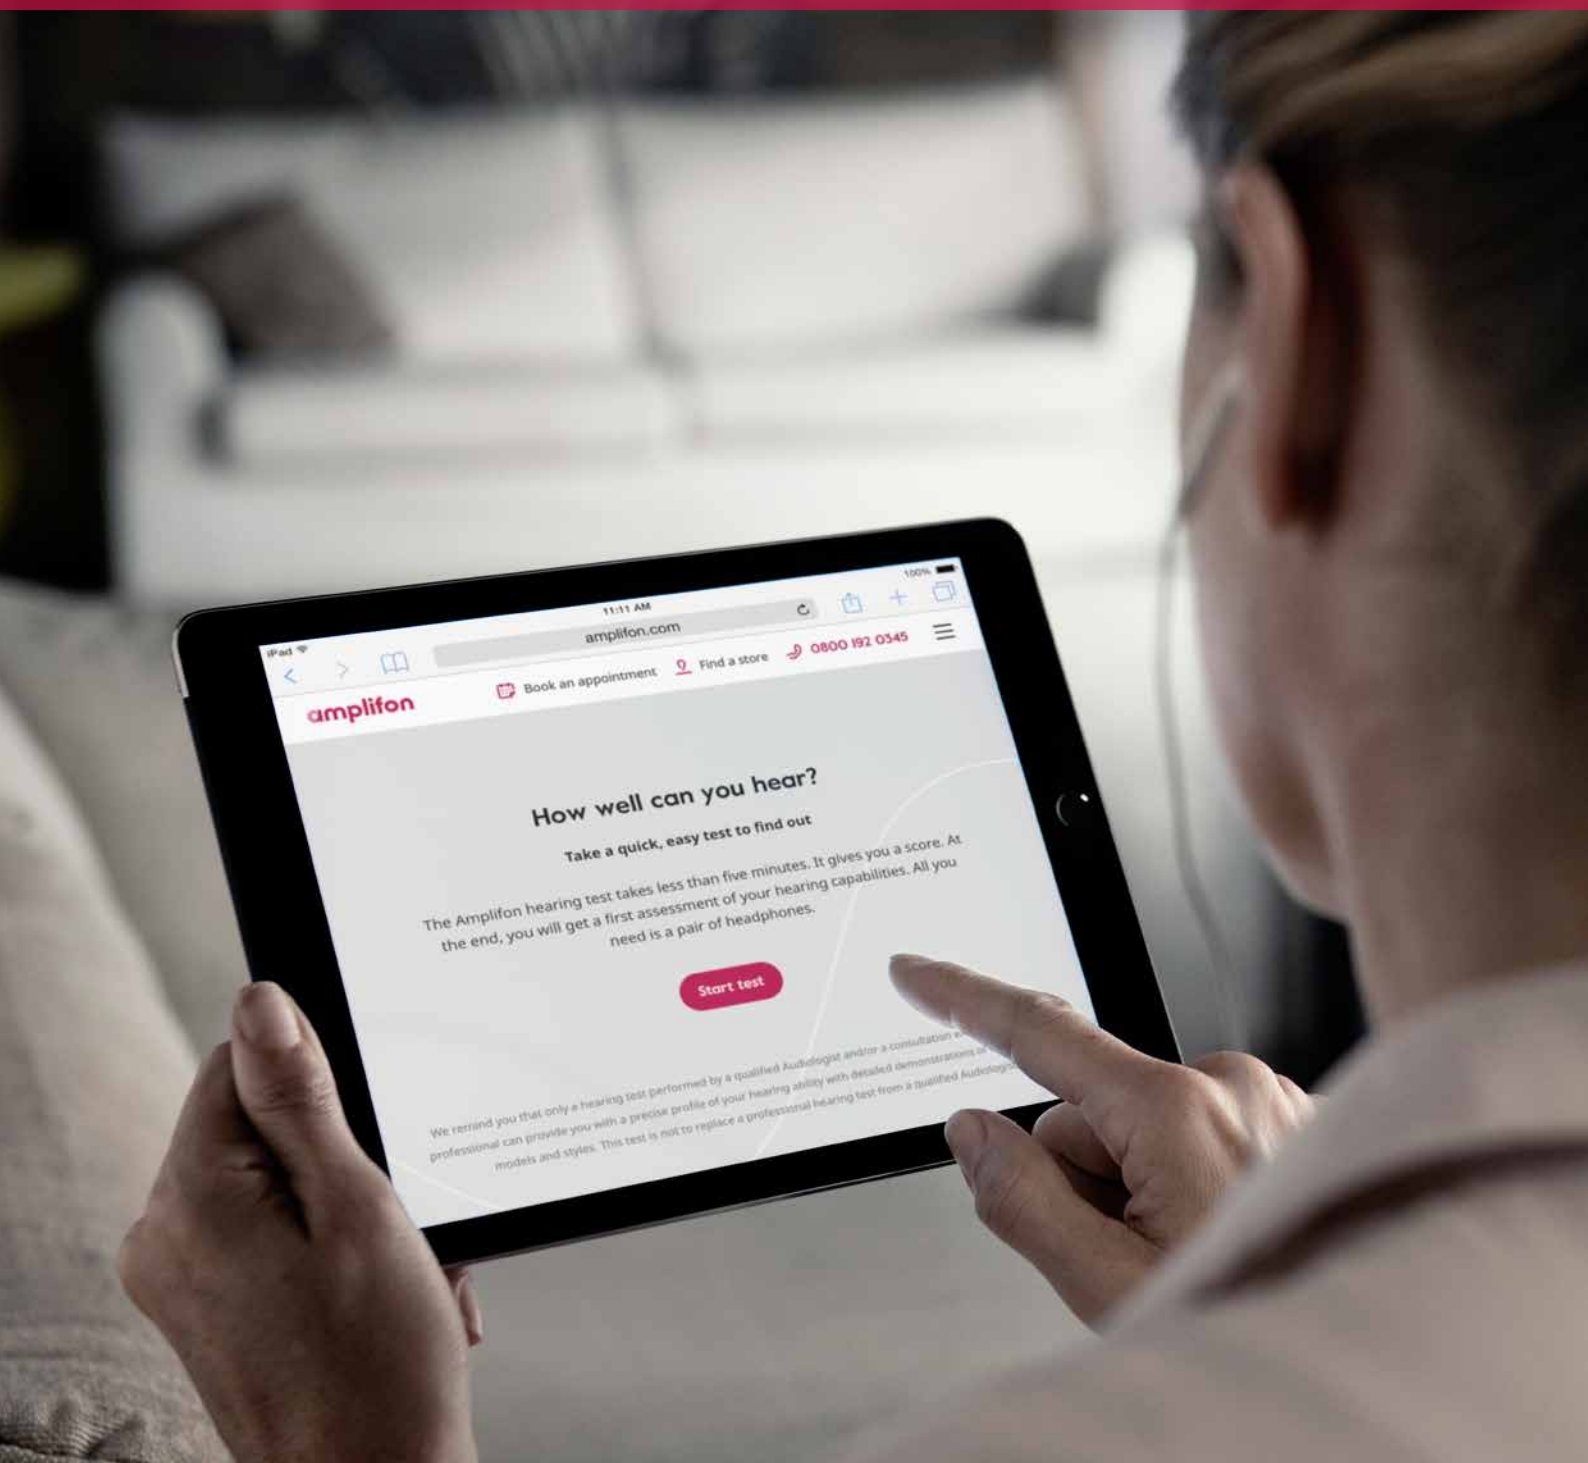 11:11 AM
100%
iPad
amplifon.com
amplifon
Book an appointment
Find a store
0800 192 0345
How well can you hear?
Take a quick, easy test to find out
The Amplifon hearing test takes less than five minutes. It gives you a score. At
the end, you will get a first assessment of your hearing capabilities. All you
need is a pair of headphones.
Start test
We remind you that only a hearing test performed by a qualified Audiologist and/or a consultation
professional can provide you with a precise profile of your hearing ability with detailed demonstrations of
models and styles. This test is not to replace a professional hearing test from a qualified Audiologist